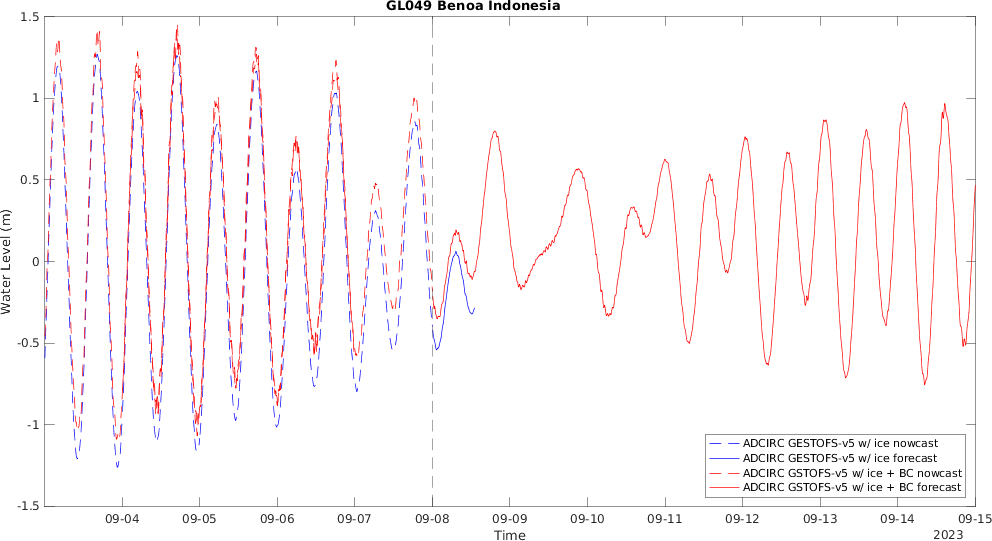 GL049 Benoa Indonesia
1.5
1
0.5
0
-0.5
-1
-1.5
Water Level (m)
ADCIRC GESTOFS-v5 w/ ice nowcast
ADCIRC GESTOFS-v5 w/ ice forecast
ADCIRC GSTOFS-v5 w/ ice + BC nowcast
ADCIRC GSTOFS-v5 w/ ice + BC forecast
09-04 09-05 09-06 09-07 09-08 09-09 09-10 09-11 09-12 09-13 09-14 09-15
Time
2023